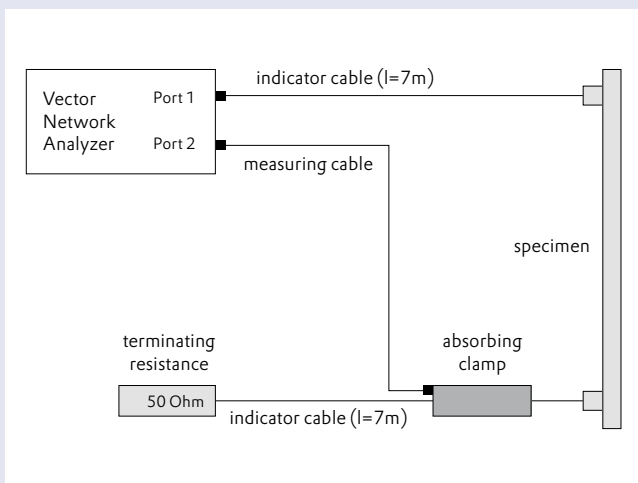 indicator cable (l=7m)
Vector
Network
Analyzer
Port 1
Port 2
measuring cable
specimen
terminating
resistance
absorbing
clamp
50 Ohm
indicator cable (l=7m)